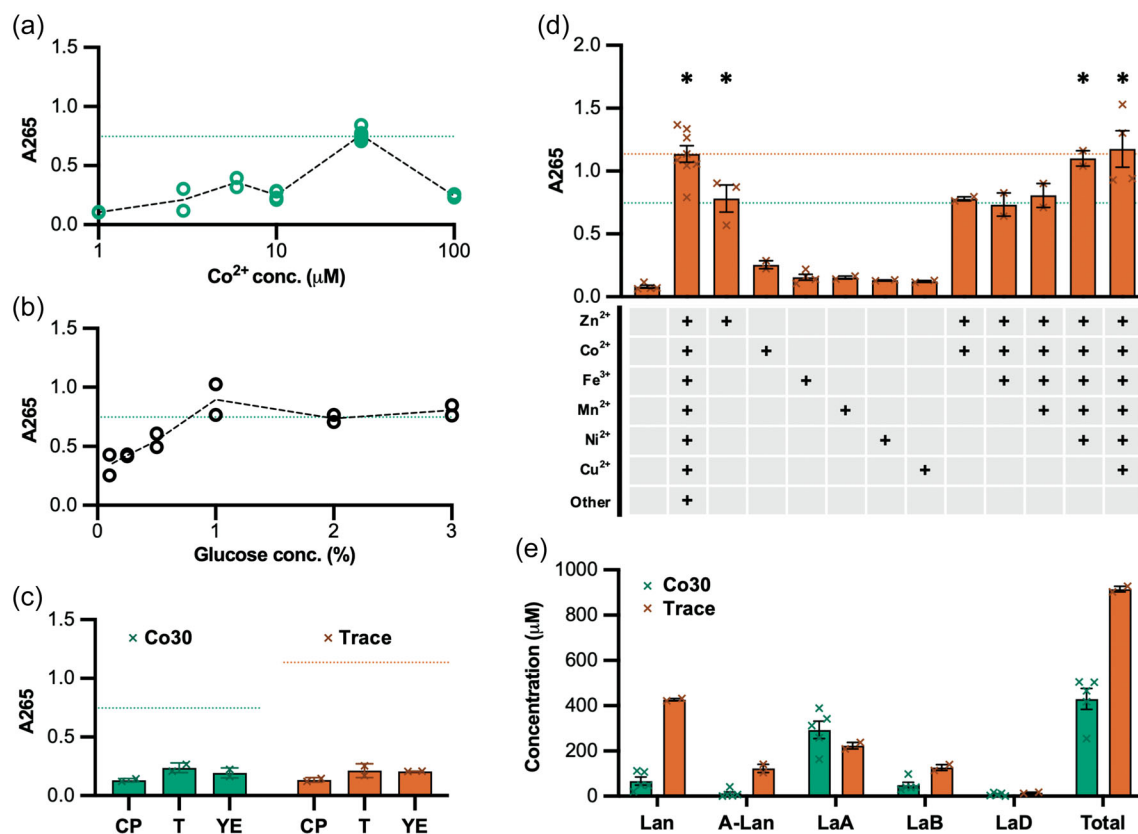 (a)
1.5
1.0
0.5
0.0
A265
1
10
100
Co²⁺ conc. (μM)
(b)
1.5
1.0
0.5
0.0
A265
0
1
2
3
Glucose conc. (%)
(c)
1.5
1.0
0.5
0.0
A265
× Co30
× Trace
CP T YE CP T YE
(d)
2.0
1.5
1.0
0.5
0.0
A265
* * * *
Zn²⁺ + + + + + + +
Co²⁺ + + + + + + +
Fe³⁺ + + + + + +
Mn²⁺ + + + + +
Ni²⁺ + + + +
Cu²⁺ + + +
Other +
(e)
1000
800
600
400
200
0
Concentration (μM)
× Co30
× Trace
Lan A-Lan LaA LaB LaD Total